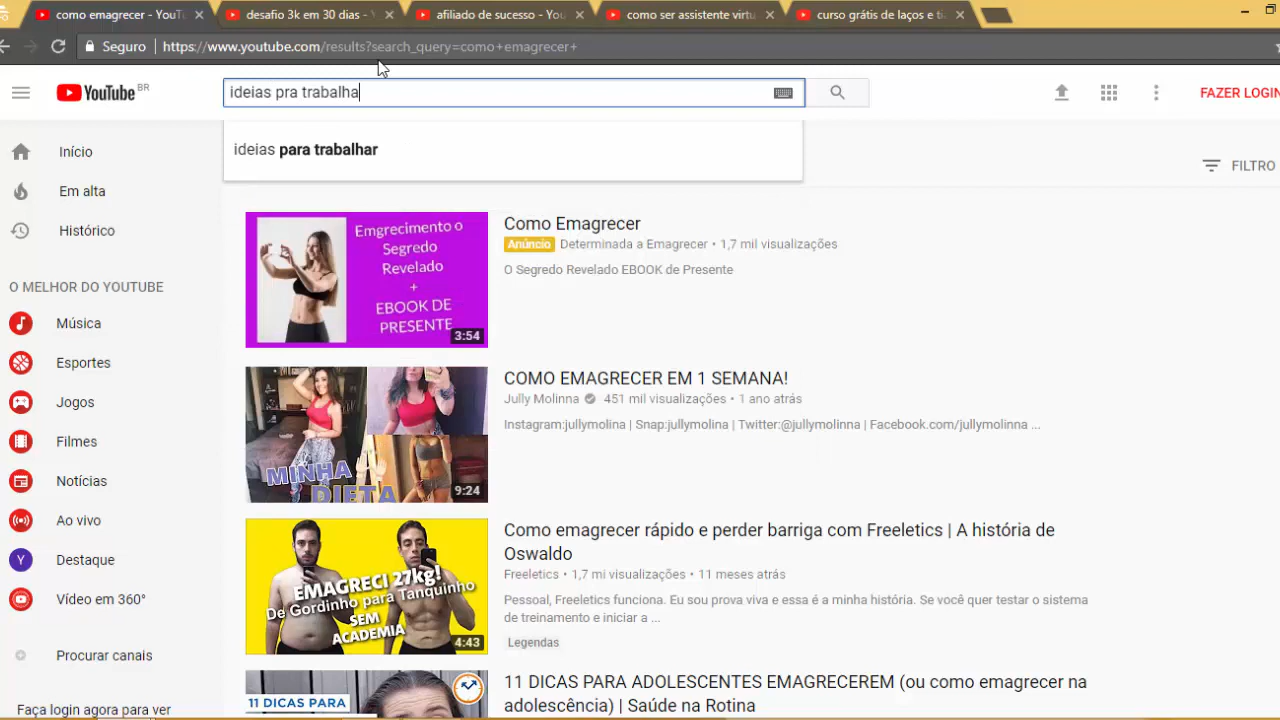 como emagrecer - YouTu
desafio 3k em 30 dias - Y
afiliado de sucesso - You
como ser assistente virtu
curso grátis de laços e tia
Seguro
https://www.youtube.com/results?search_query=como+emagrecer+
YouTube BR
ideias pra trabalha
FAZER LOGIN
ideias para trabalhar
FILTRO
Início
Em alta
Histórico
O MELHOR DO YOUTUBE
Música
Esportes
Jogos
Filmes
Notícias
Ao vivo
Destaque
Vídeo em 360°
Procurar canais
Faça login agora para ver
Emgrecimento o
Segredo
Revelado
+
EBOOK DE
PRESENTE
3:54
Como Emagrecer
Anúncio Determinada a Emagrecer • 1,7 mil visualizações
O Segredo Revelado EBOOK de Presente
MINHA
DIETA
9:24
COMO EMAGRECER EM 1 SEMANA!
Jully Molinna 451 mil visualizações • 1 ano atrás
Instagram:jullymolina | Snap:jullymolina | Twitter:@jullymolinna | Facebook.com/jullymolinna ...
EMAGRECI 27kg!
De Gordinho para Tanquinho
SEM
ACADEMIA
4:43
Como emagrecer rápido e perder barriga com Freeletics | A história de
Oswaldo
Freeletics • 1,7 mi visualizações • 11 meses atrás
Pessoal, Freeletics funciona. Eu sou prova viva e essa é a minha história. Se você quer testar o sistema
de treinamento e iniciar a ...
Legendas
11 DICAS PARA
11 DICAS PARA ADOLESCENTES EMAGRECEREM (ou como emagrecer na
adolescência) | Saúde na Rotina